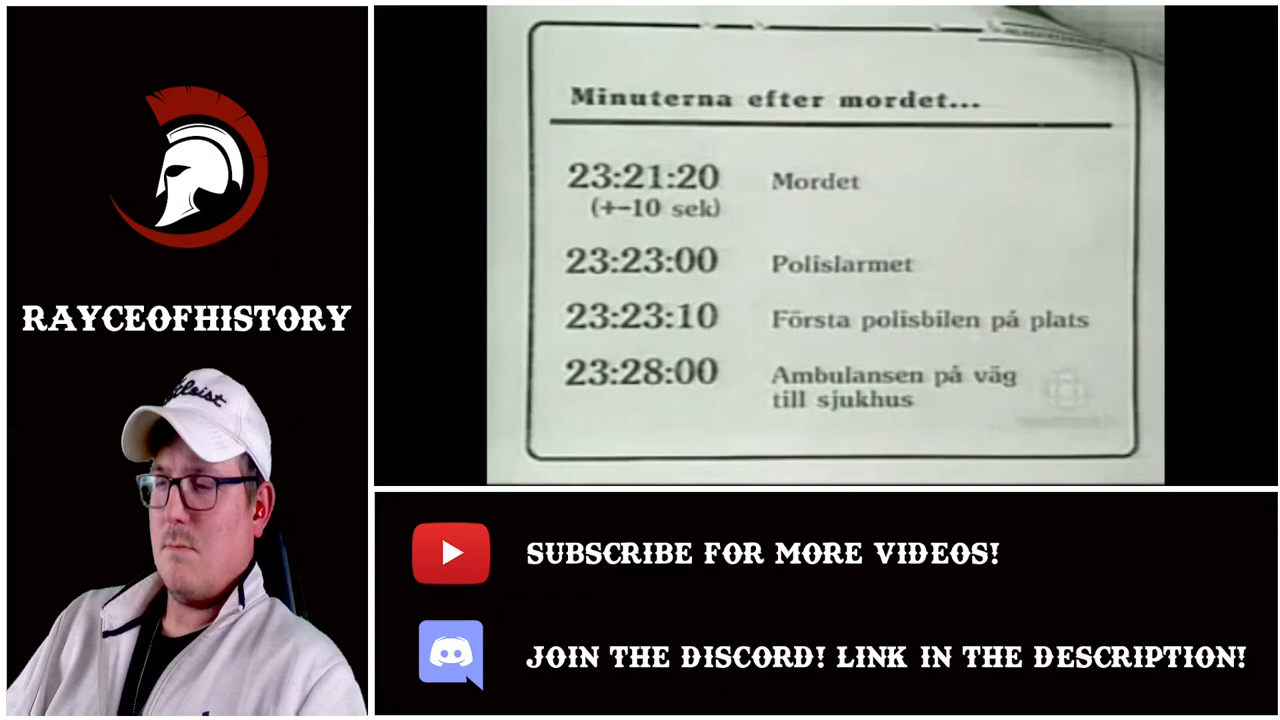 RAYCEOFHISTORY
Titleist
Minuterna efter mordet...
23:21:20 Mordet
(+-10 sek)
23:23:00 Polislarmet
23:23:10 Första polisbilen på plats
23:28:00 Ambulansen på väg
till sjukhus
SUBSCRIBE FOR MORE VIDEOS!
JOIN THE DISCORD! LINK IN THE DESCRIPTION!